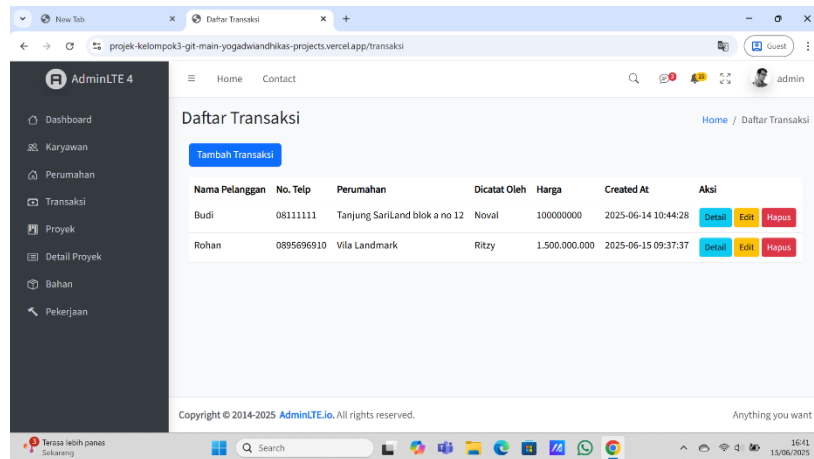 New Tab
Daftar Transaksi
projek-kelompok3-git-main-yogadwiandhikas-projects.vercel.app/transaksi
Guest
AdminLTE 4
Home Contact
3
15
admin
Dashboard
Karyawan
Perumahan
Transaksi
Proyek
Detail Proyek
Bahan
Pekerjaan
Daftar Transaksi
Home / Daftar Transaksi
Tambah Transaksi
Nama Pelanggan No. Telp Perumahan Dicatat Oleh Harga Created At Aksi
Budi 08111111 Tanjung SariLand blok a no 12 Noval 100000000 2025-06-14 10:44:28 Detail Edit Hapus
Rohan 0895696910 Vila Landmark Ritzy 1.500.000.000 2025-06-15 09:37:37 Detail Edit Hapus
Copyright © 2014-2025 AdminLTE.io. All rights reserved.
Anything you want
3
Terasa lebih panas
Sekarang
Search
16:41
15/06/2025